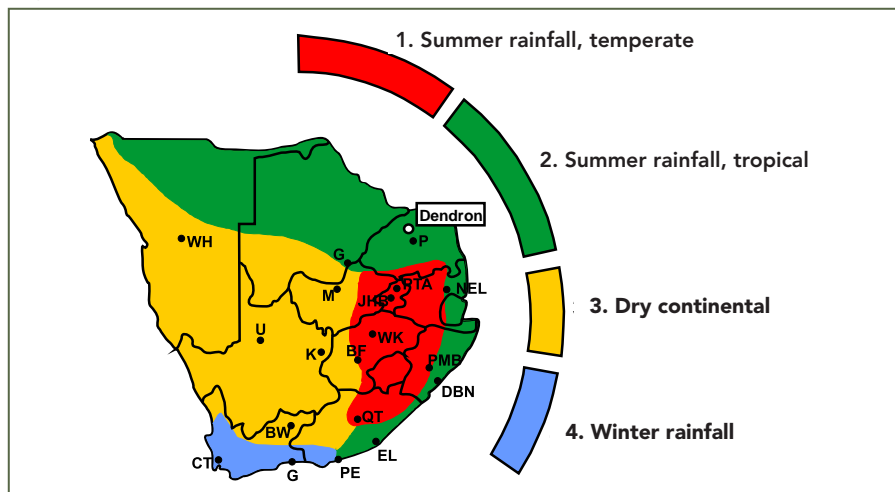 1. Summer rainfall, temperate
2. Summer rainfall, tropical
3. Dry continental
4. Winter rainfall
Dendron
P
WH
G
M
PTA
JHB
NEL
U
WK
K
BF
PMB
DBN
QT
BW
EL
CT
G
PE